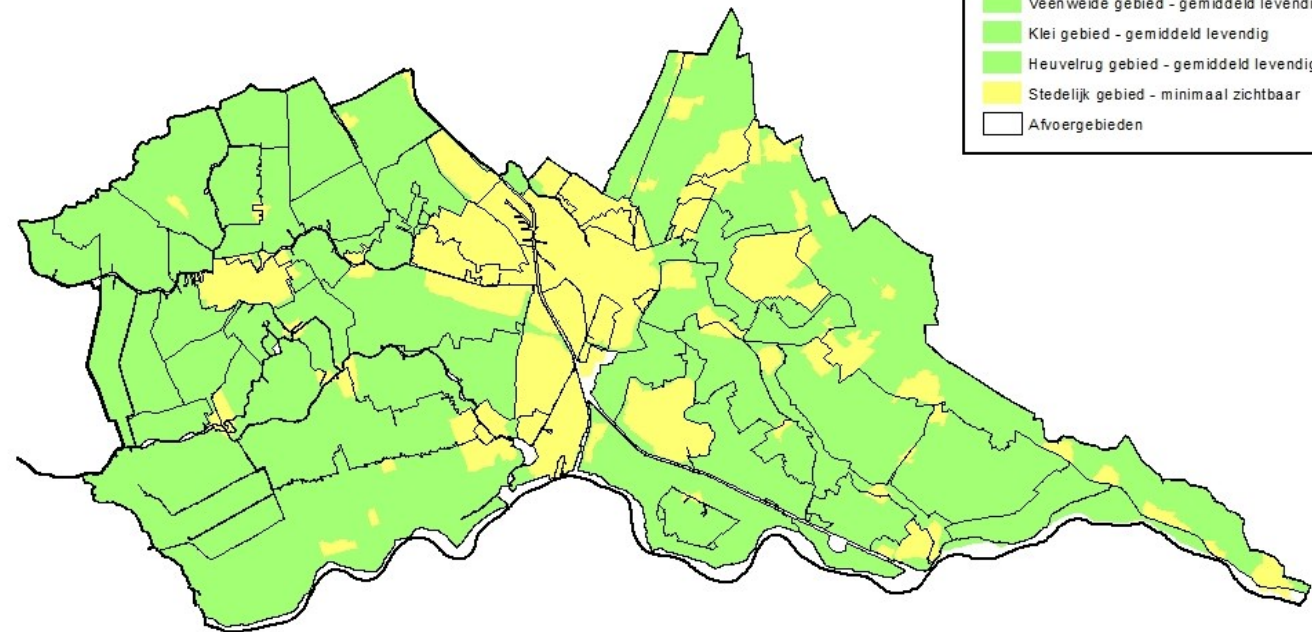 Veenweide gebied - gemiddeld levendi
Klei gebied - gemiddeld levendig
Heuvelrug gebied - gemiddeld levendig
Stedelijk gebied - minimaal zichtbaar
Afvoergebieden